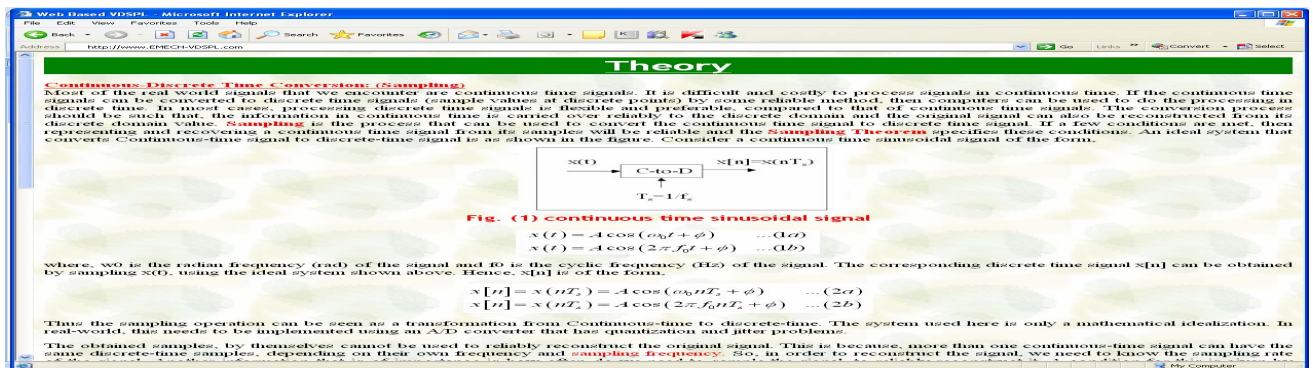 Web Based VDSPL - Microsoft Internet Explorer
File Edit View Favorites Tools Help
Back Search Favorites
Address http://www.EMECH-VDSPL.com Go Links Convert Select
Theory
Continuous-Discrete Time Conversion: (Sampling)
Most of the real world signals that we encounter are continuous time signals. It is difficult and costly to process signals in continuous time. If the continuous time
signals can be converted to discrete time signals (sample values at discrete points) by some reliable method, then computers can be used to do the processing in
discrete time. In most cases, processing discrete time signals is flexible and preferable, compared to that of continuous time signals. The conversion process
should be such that, the information in continuous time is carried over reliably to the discrete domain and the original signal can also be reconstructed from its
discrete domain value. Sampling is the process that can be used to convert the continuous time signal to discrete time signal. If a few conditions are met, then
representing and recovering a continuous time signal from its samples will be reliable and the Sampling Theorem specifies these conditions. An ideal system that
converts Continuous-time signal to discrete-time signal is as shown in the figure. Consider a continuous time sinusoidal signal of the form,
x(t) C-to-D x[n]=x(nTₛ)
Tₛ=1/fₛ
Fig. (1) continuous time sinusoidal signal
x(t) = A cos(ω₀t + ϕ) ...(1a)
x(t) = A cos(2πf₀t + ϕ) ...(1b)
where, w0 is the radian frequency (rad) of the signal and f0 is the cyclic frequency (Hz) of the signal. The corresponding discrete time signal x[n] can be obtained
by sampling x(t), using the ideal system shown above. Hence, x[n] is of the form,
x[n] = x(nTₛ) = A cos(ω₀nTₛ + ϕ) ...(2a)
x[n] = x(nTₛ) = A cos(2πf₀nTₛ + ϕ) ...(2b)
Thus the sampling operation can be seen as a transformation from Continuous-time to discrete-time. The system used here is only a mathematical idealization. In
real-world, this needs to be implemented using an A/D converter that has quantization and jitter problems.
The obtained samples, by themselves cannot be used to reliably reconstruct the original signal. This is because, more than one continuous-time signal can have the
same discrete-time samples, depending on their own frequency and sampling frequency. So, in order to reconstruct the signal, we need to know the sampling rate
My Computer